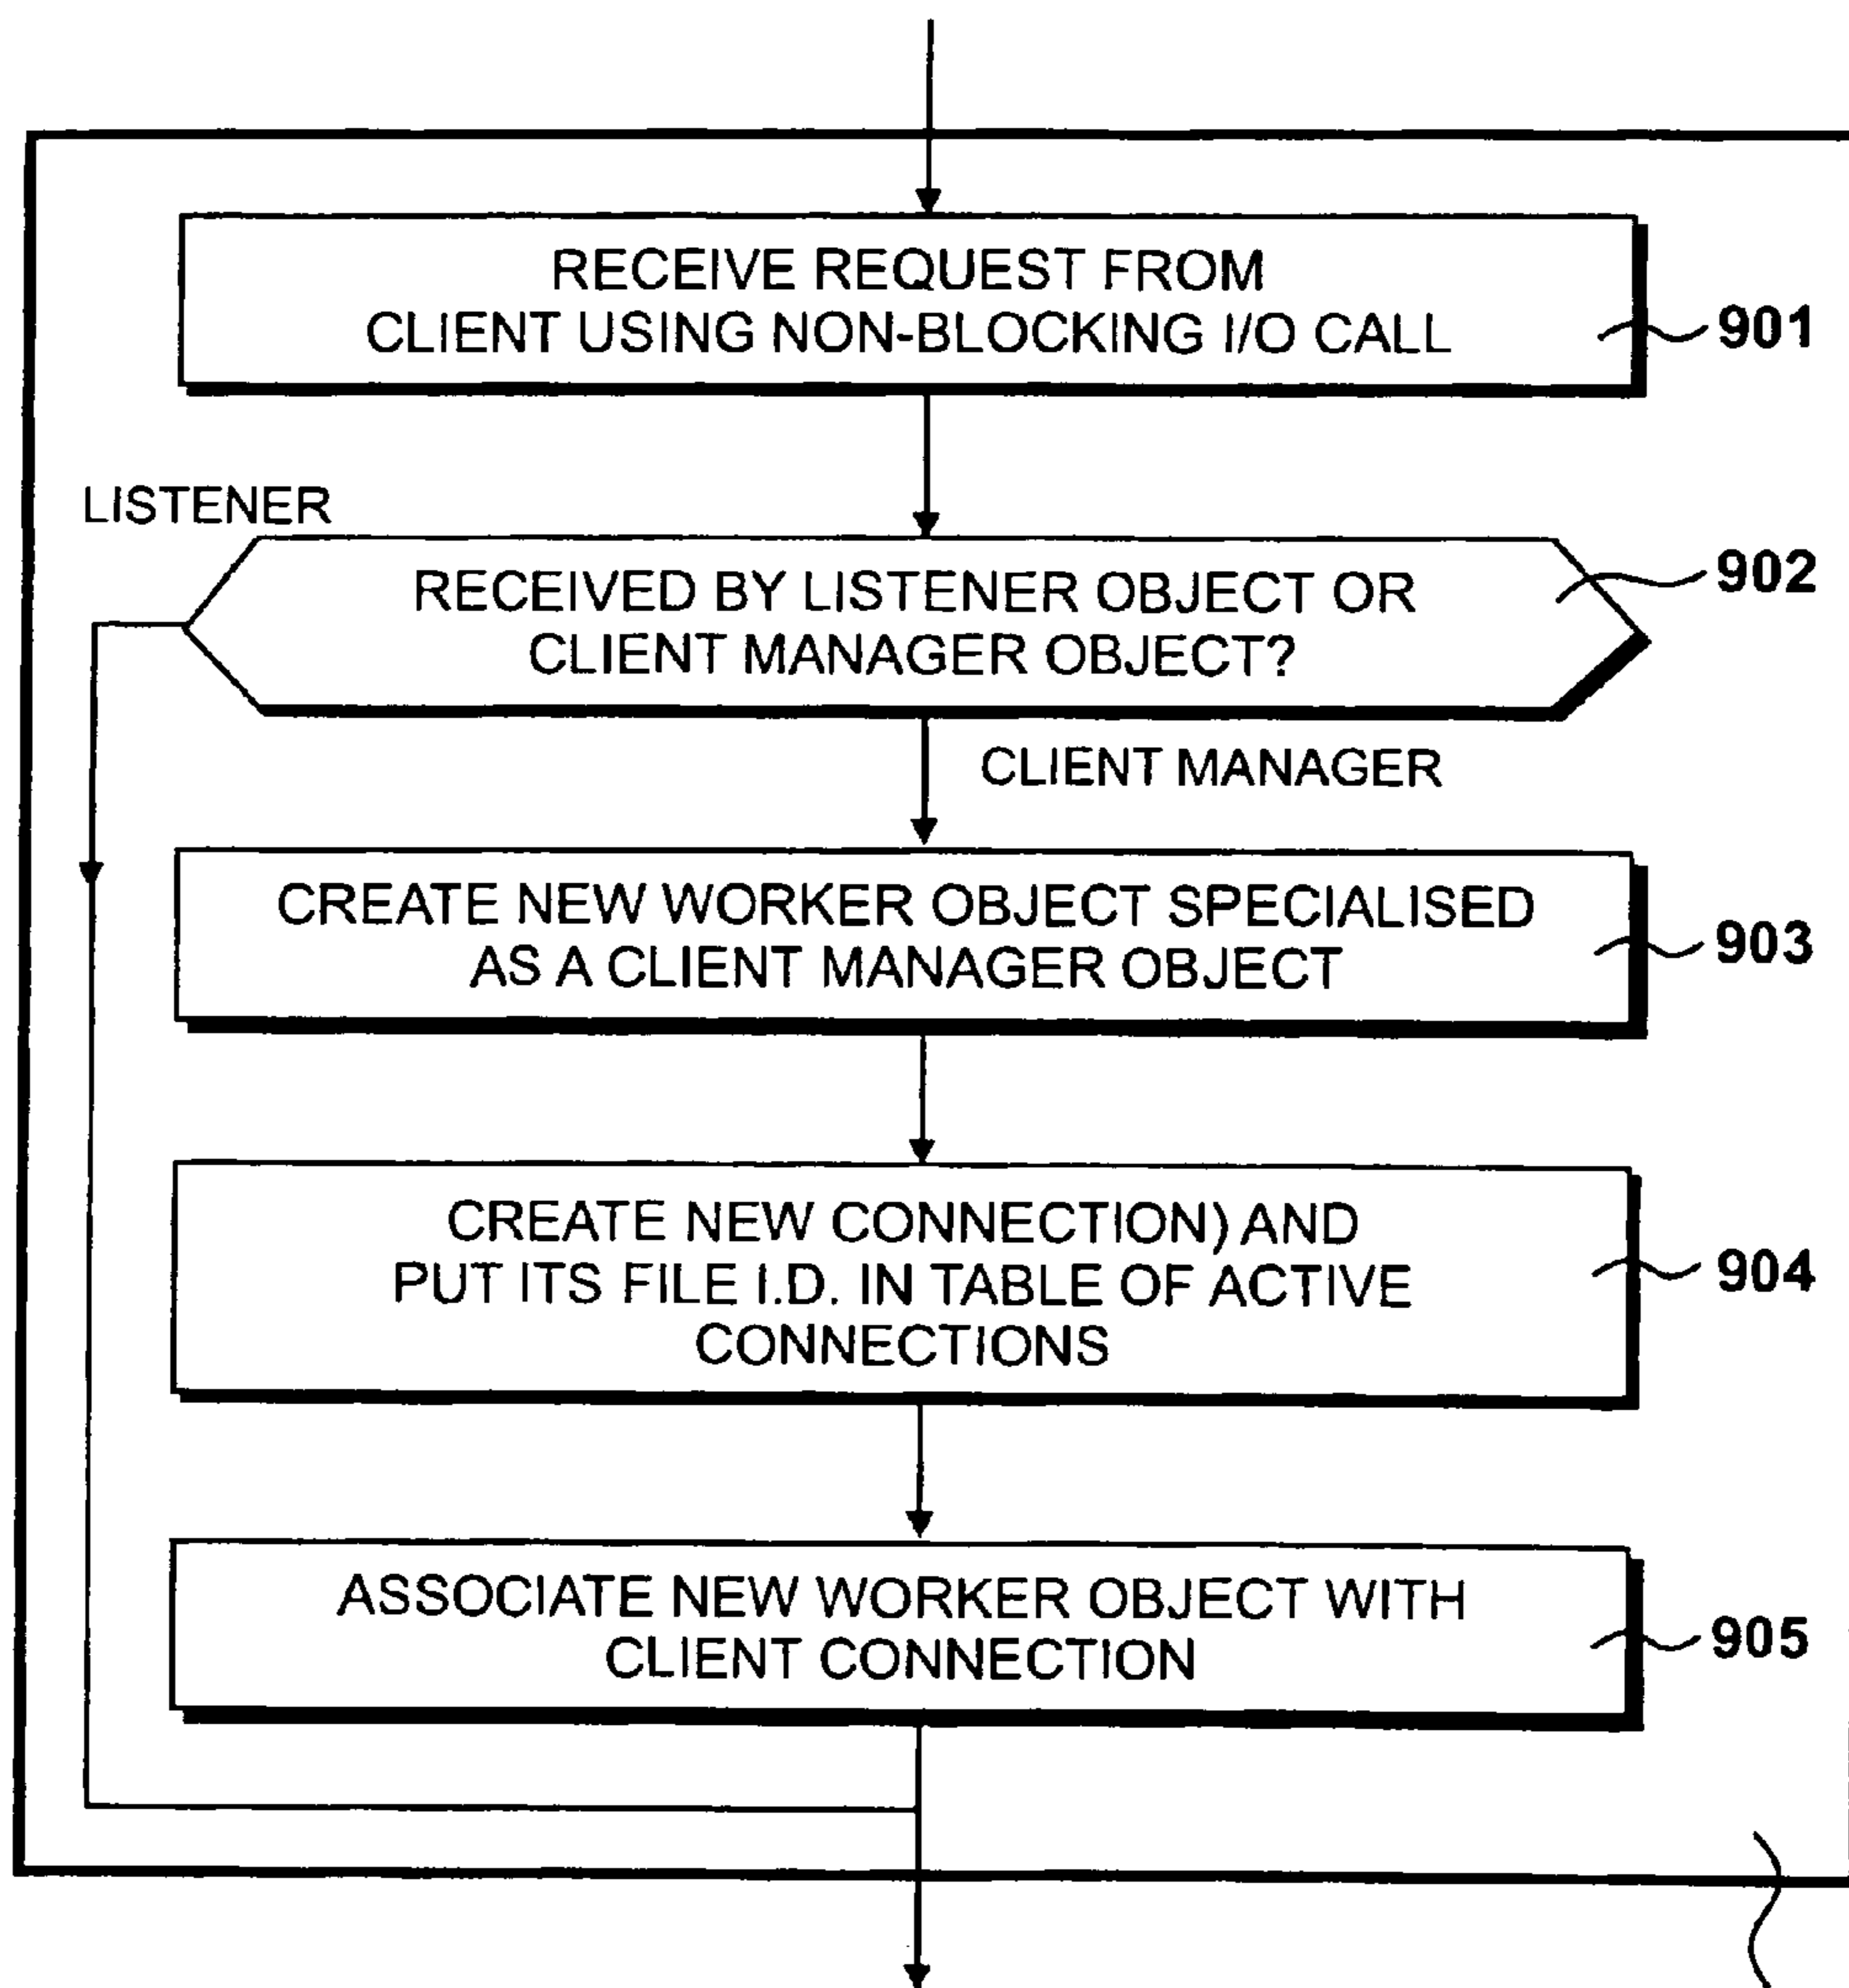 RECEIVE REQUEST FROM
CLIENT USING NON-BLOCKING I/O CALL
901
LISTENER
RECEIVED BY LISTENER OBJECT OR
CLIENT MANAGER OBJECT?
902
CLIENT MANAGER
CREATE NEW WORKER OBJECT SPECIALISED
AS A CLIENT MANAGER OBJECT
903
CREATE NEW CONNECTION) AND
PUT ITS FILE I.D. IN TABLE OF ACTIVE
CONNECTIONS
904
ASSOCIATE NEW WORKER OBJECT WITH
CLIENT CONNECTION
905